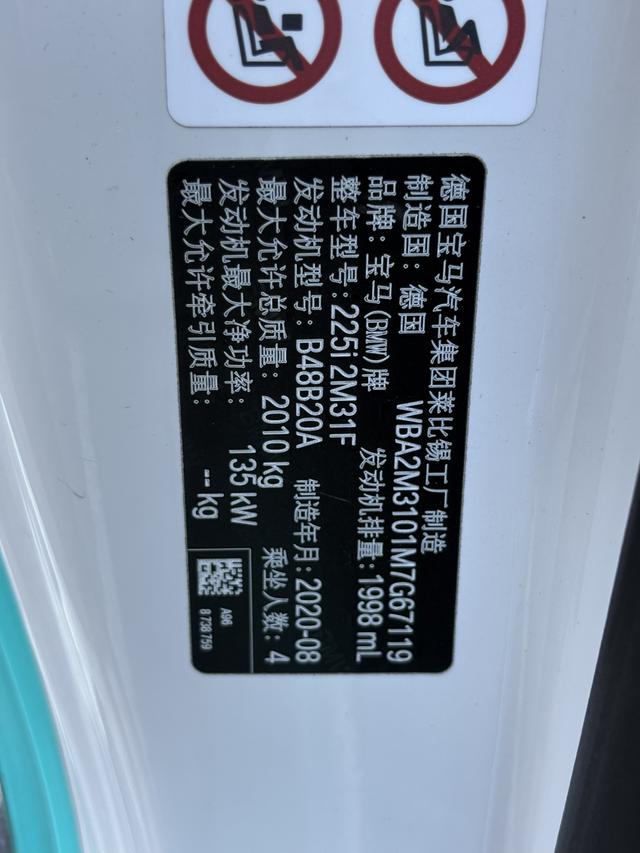 德国宝马汽车集团莱比锡工厂 制造
制造国：德国 WBA2M3101M7G67119
品牌：宝马(BMW)牌 发动机排量：1998 mL
整车型号：225i 2M31F
发动机型号：B48B20A 制造年月：2020-08
最大允许总质量：2010 kg 乘坐人数：4
发动机最大净功率：135 kW
最大允许牵引质量：-- kg
A96
8 738 759